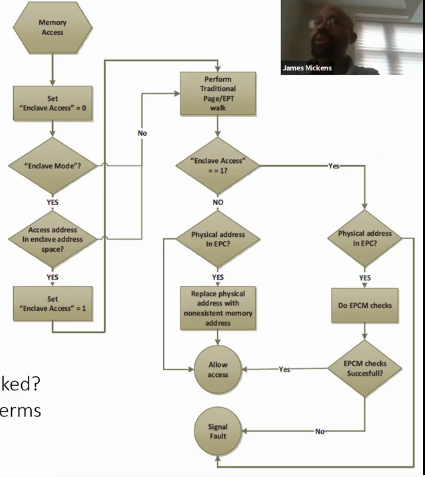 Memory
Access
James Mickens
Set
"Enclave Access" = 0
Perform
Traditional
Page/EPT
walk
No
"Enclave Mode"?
"Enclave Access"
= = 1?
Yes
YES
NO
Access address
In enclave address
space?
Physical address
In EPC?
Physical address
In EPC?
YES
YES
YES
Set
"Enclave Access" = 1
Replace physical
address with
nonexistent memory
address
Do EPCM checks
Allow
access
Yes
EPCM checks
Succesfull?
ked?
erms
Signal
Fault
No